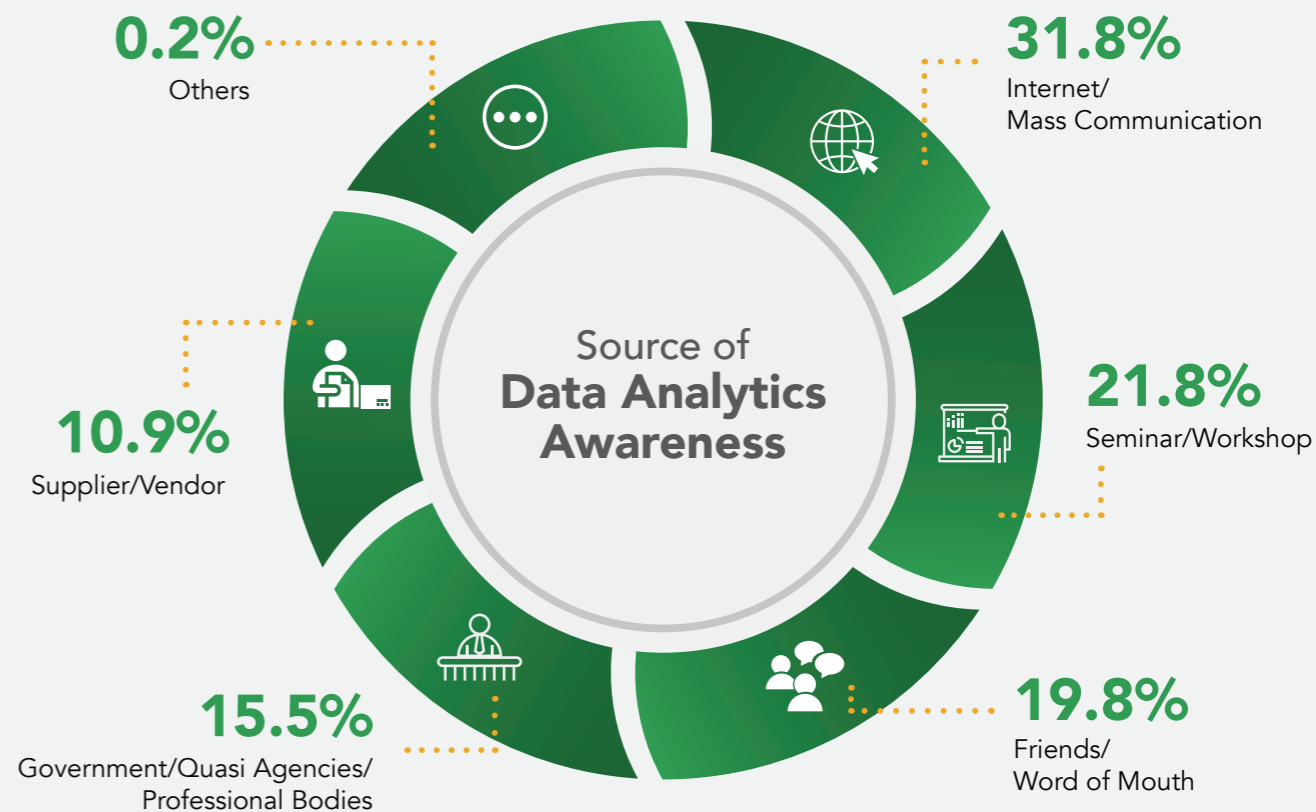 Source of
Data Analytics
Awareness
31.8%
Internet/
Mass Communication
21.8%
Seminar/Workshop
19.8%
Friends/
Word of Mouth
15.5%
Government/Quasi Agencies/
Professional Bodies
10.9%
Supplier/Vendor
0.2%
Others